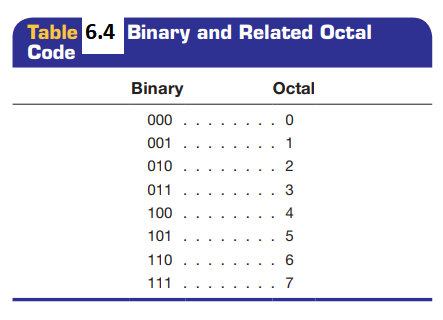 Table 6.4 Binary and Related Octal
Code
Binary Octal
000 . . . . . . . . 0
001 . . . . . . . . 1
010 . . . . . . . . 2
011 . . . . . . . . 3
100 . . . . . . . . 4
101 . . . . . . . . 5
110 . . . . . . . . 6
111 . . . . . . . . 7